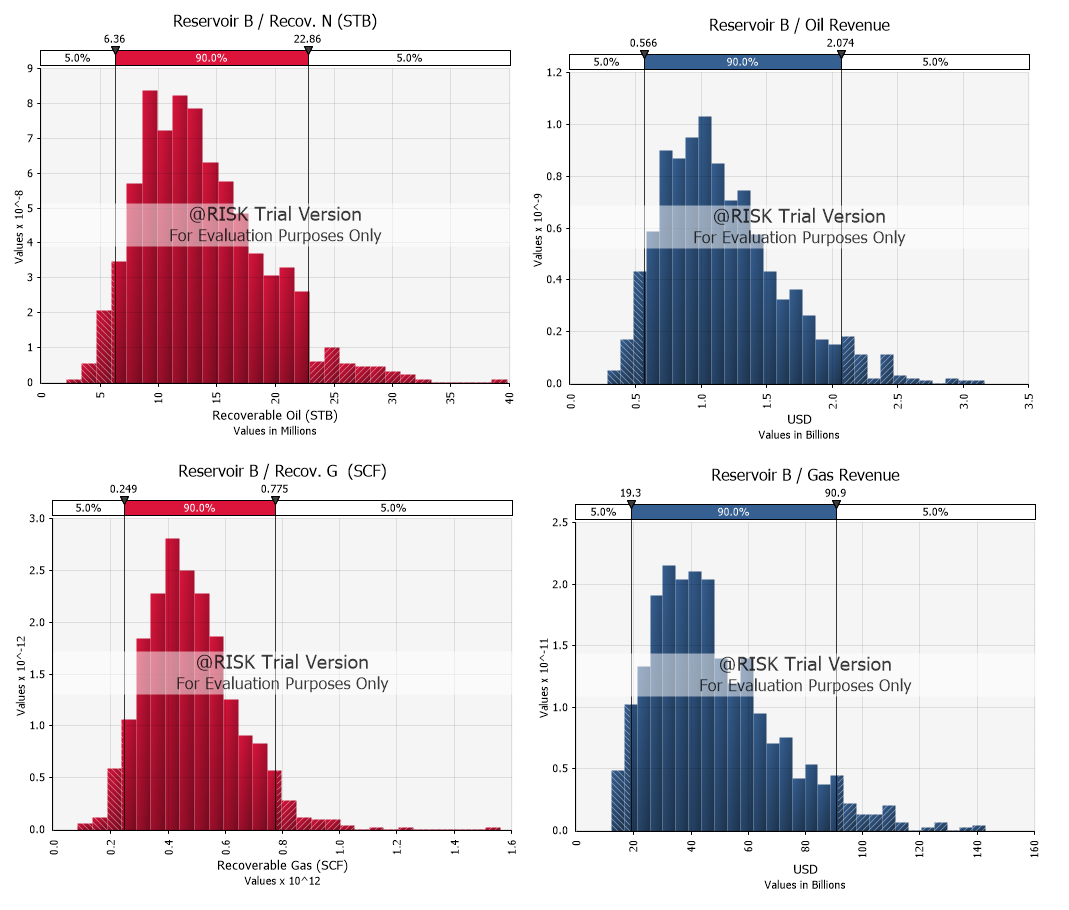 Reservoir B / Recov. N (STB)
6.36 22.86
5.0% 90.0% 5.0%
9
8
7
6
5
4
3
2
1
0
Values x 10^-8
@RISK Trial Version
For Evaluation Purposes Only
0 5 10 15 20 25 30 35 40
Recoverable Oil (STB)
Values in Millions
Reservoir B / Oil Revenue
0.566 2.074
5.0% 90.0% 5.0%
1.2
1.0
0.8
0.6
0.4
0.2
0.0
Values x 10^-9
@RISK Trial Version
For Evaluation Purposes Only
0.0 0.5 1.0 1.5 2.0 2.5 3.0 3.5
USD
Values in Billions
Reservoir B / Recov. G (SCF)
0.249 0.775
5.0% 90.0% 5.0%
3.0
2.5
2.0
1.5
1.0
0.5
0.0
Values x 10^-12
@RISK Trial Version
For Evaluation Purposes Only
0.0 0.2 0.4 0.6 0.8 1.0 1.2 1.4 1.6
Recoverable Gas (SCF)
Values x 10^12
Reservoir B / Gas Revenue
19.3 90.9
5.0% 90.0% 5.0%
2.5
2.0
1.5
1.0
0.5
0.0
Values x 10^-11
@RISK Trial Version
For Evaluation Purposes Only
0 20 40 60 80 100 120 140 160
USD
Values in Billions